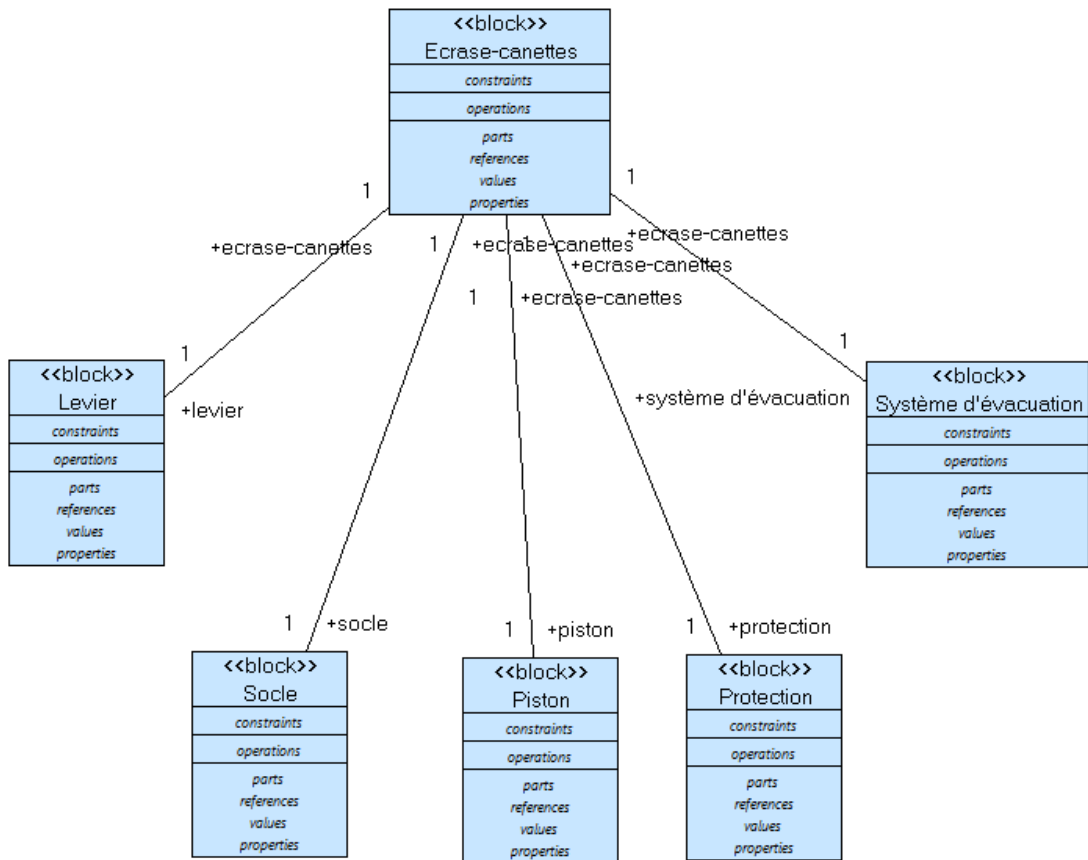 <<block>>
Ecrase-canettes
constraints
operations
parts
references
values
properties
1
1
+ecrase-canettes
1
+ecrase-canettes
1
+ecrase-canettes
+ecrase-canettes
1
+ecrase-canettes
1
1
+levier
+système d'évacuation
<<block>>
Levier
constraints
operations
parts
references
values
properties
<<block>>
Système d'évacuation
constraints
operations
parts
references
values
properties
1
+socle
1
+piston
1
+protection
<<block>>
Socle
constraints
operations
parts
references
values
properties
<<block>>
Piston
constraints
operations
parts
references
values
properties
<<block>>
Protection
constraints
operations
parts
references
values
properties